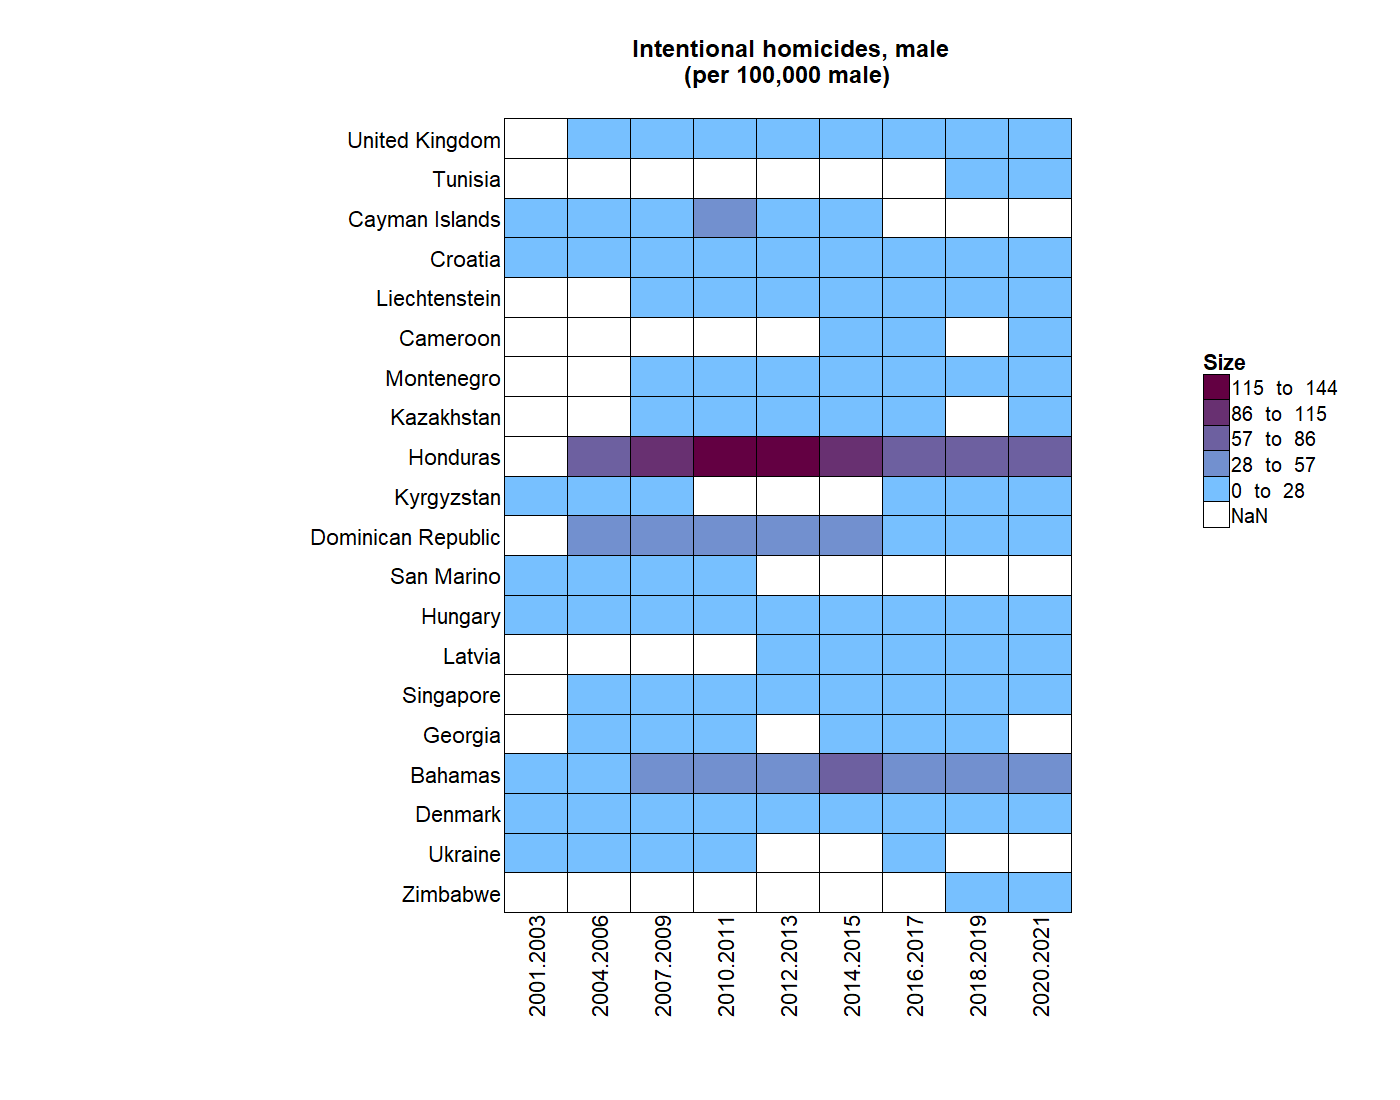 Intentional homicides, male
(per 100,000 male)
United Kingdom
Tunisia
Cayman Islands
Croatia
Liechtenstein
Cameroon
Montenegro
Kazakhstan
Honduras
Kyrgyzstan
Dominican Republic
San Marino
Hungary
Latvia
Singapore
Georgia
Bahamas
Denmark
Ukraine
Zimbabwe
2001.2003
2004.2006
2007.2009
2010.2011
2012.2013
2014.2015
2016.2017
2018.2019
2020.2021
Size
115 to 144
86 to 115
57 to 86
28 to 57
0 to 28
NaN